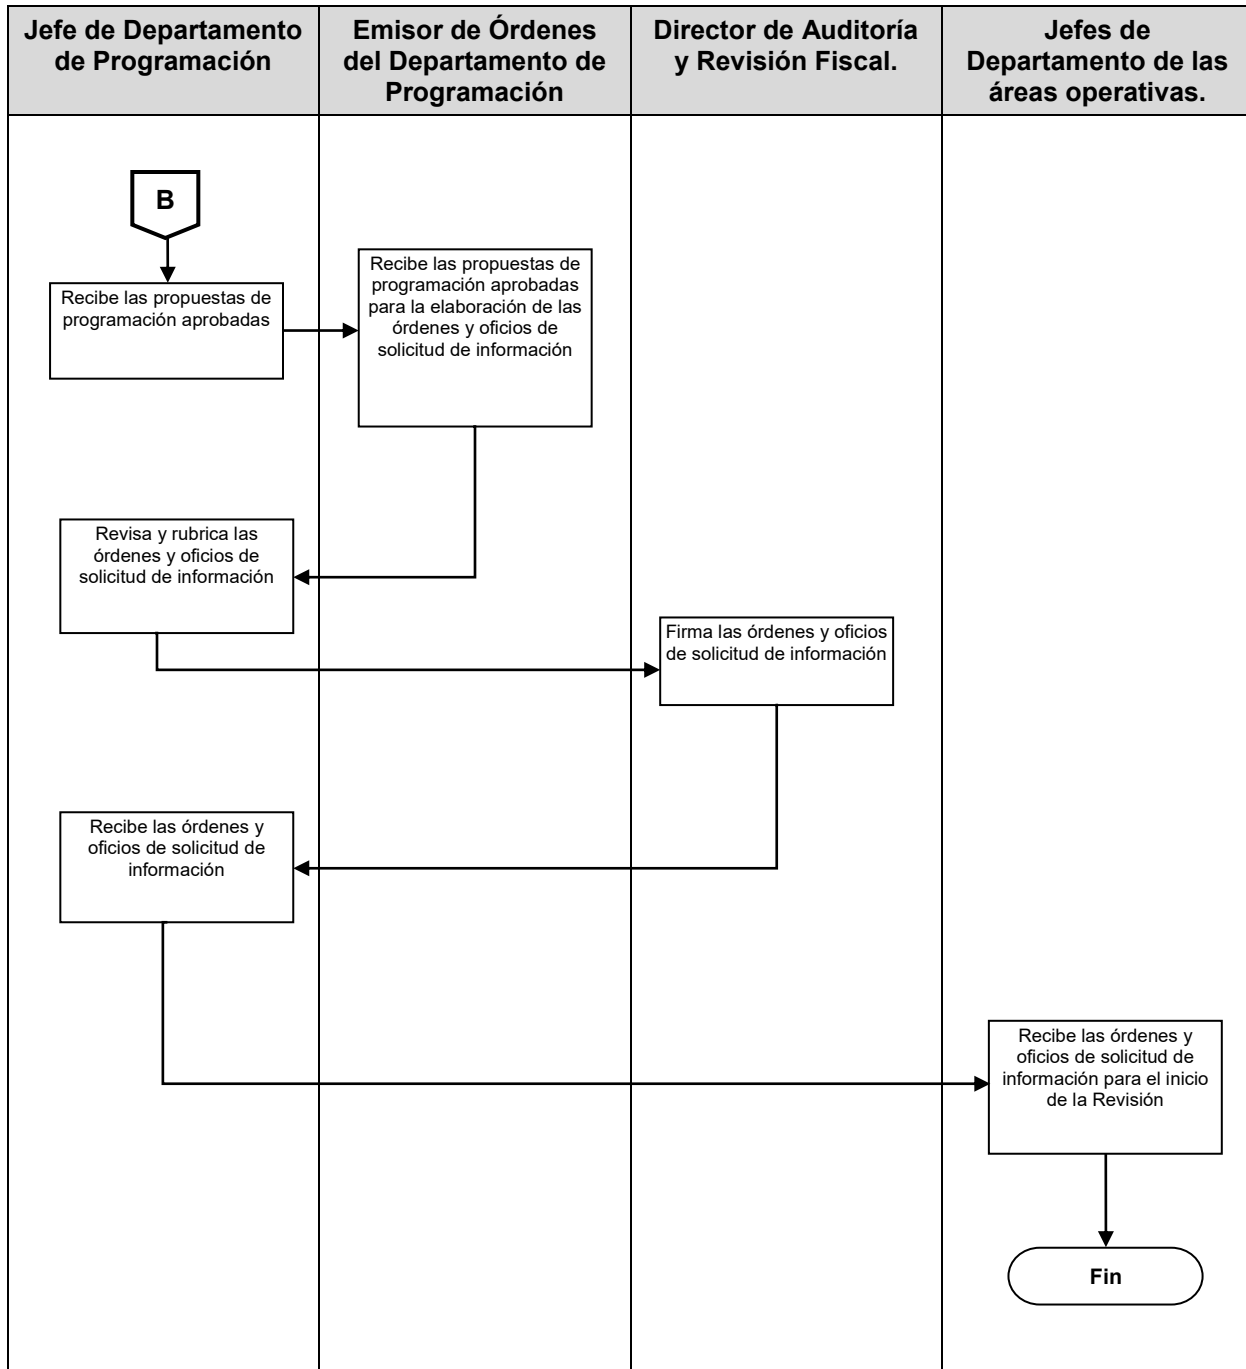 Jefe de Departamento
de Programación
Emisor de Órdenes
del Departamento de
Programación
Director de Auditoría
y Revisión Fiscal.
Jefes de
Departamento de las
áreas operativas.
B
Recibe las propuestas de
programación aprobadas
Recibe las propuestas de
programación aprobadas
para la elaboración de las
órdenes y oficios de
solicitud de información
Revisa y rubrica las
órdenes y oficios de
solicitud de información
Firma las órdenes y oficios
de solicitud de información
Recibe las órdenes y
oficios de solicitud de
información
Recibe las órdenes y
oficios de solicitud de
información para el inicio
de la Revisión
Fin